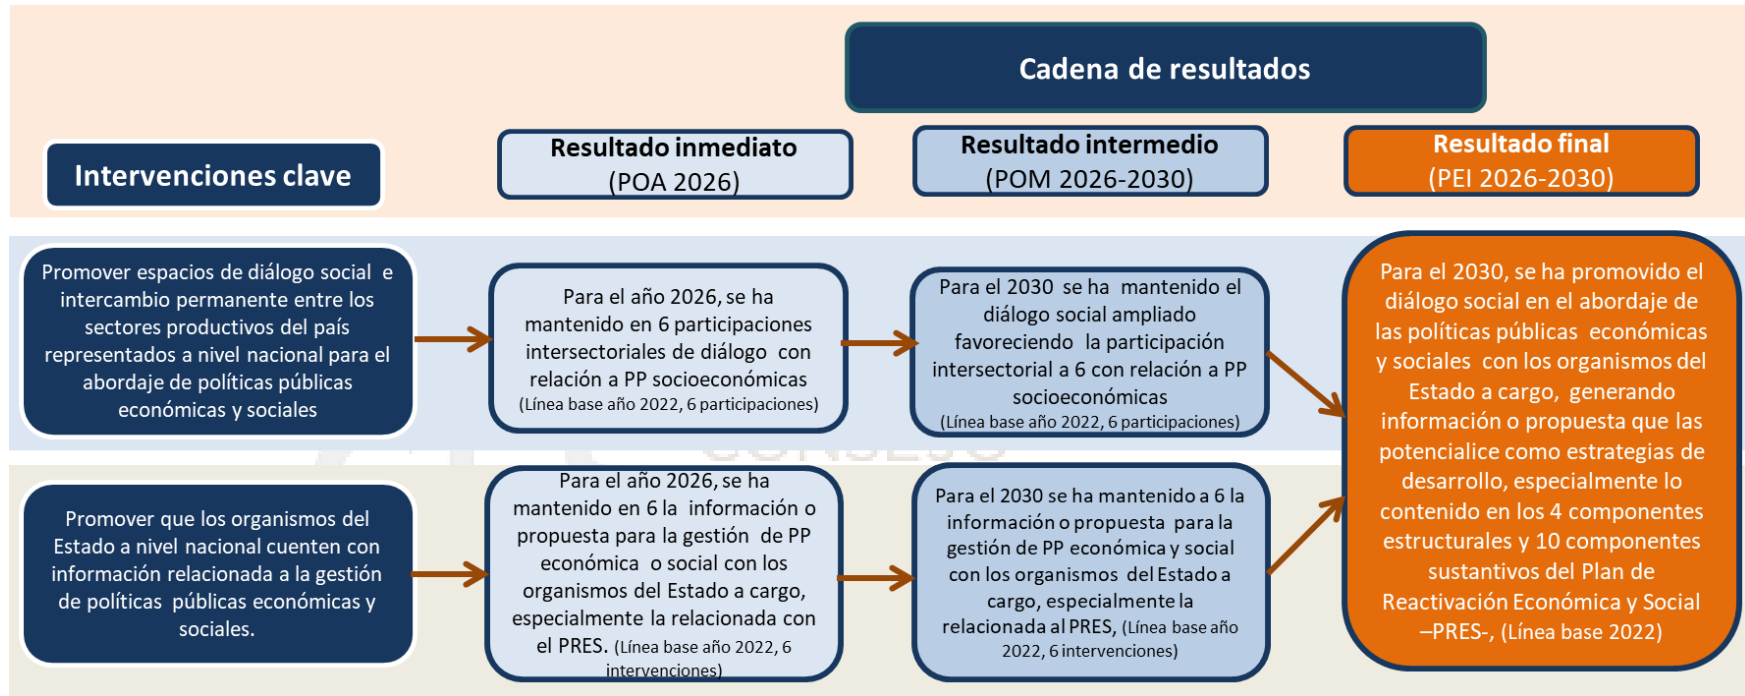 Cadena de resultados
Intervenciones clave
Resultado inmediato
(POA 2026)
Resultado intermedio
(POM 2026-2030)
Resultado final
(PEI 2026-2030)
Promover espacios de diálogo social e
intercambio permanente entre los
sectores productivos del país
representados a nivel nacional para el
abordaje de políticas públicas
económicas y sociales
Para el año 2026, se ha
mantenido en 6 participaciones
intersectoriales de diálogo con
relación a PP socioeconómicas
(Línea base año 2022, 6 participaciones)
Para el 2030 se ha mantenido el
diálogo social ampliado
favoreciendo la participación
intersectorial a 6 con relación a PP
socioeconómicas
(Línea base año 2022, 6 participaciones)
Para el 2030, se ha promovido el
diálogo social en el abordaje de
las políticas públicas económicas
y sociales con los organismos del
Estado a cargo, generando
información o propuesta que las
potencialice como estrategias de
desarrollo, especialmente lo
contenido en los 4 componentes
estructurales y 10 componentes
sustantivos del Plan de
Reactivación Económica y Social
–PRES-, (Línea base 2022)
CONSEJO
Promover que los organismos del
Estado a nivel nacional cuenten con
información relacionada a la gestión
de políticas públicas económicas y
sociales.
Para el año 2026, se ha
mantenido en 6 la información o
propuesta para la gestión de PP
económica o social con los
organismos del Estado a cargo,
especialmente la relacionada con
el PRES. (Línea base año 2022, 6
intervenciones)
Para el 2030 se ha mantenido a 6 la
información o propuesta para la
gestión de PP económica y social
con los organismos del Estado a
cargo, especialmente la
relacionada al PRES, (Línea base año
2022, 6 intervenciones)